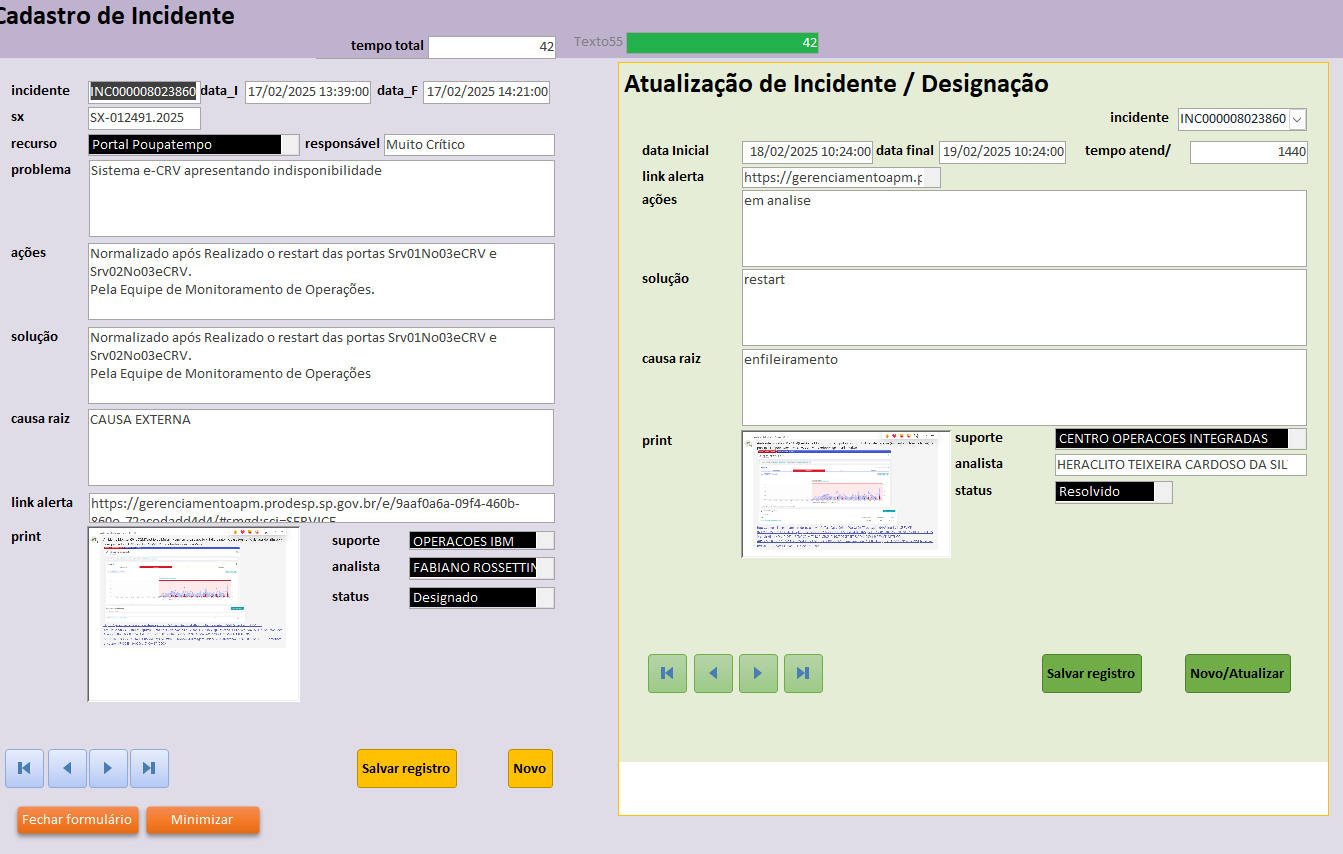 Cadastro de Incidente
tempo total 42
Texto55 42
incidente INC000008023860 data_I 17/02/2025 13:39:00 data_F 17/02/2025 14:21:00
sx SX-012491.2025
recurso Portal Poupatempo responsável Muito Crítico
problema Sistema e-CRV apresentando indisponibilidade
ações Normalizado após Realizado o restart das portas Srv01No03eCRV e
Srv02No03eCRV.
Pela Equipe de Monitoramento de Operações.
solução Normalizado após Realizado o restart das portas Srv01No03eCRV e
Srv02No03eCRV.
Pela Equipe de Monitoramento de Operações
causa raiz CAUSA EXTERNA
link alerta https://gerenciamentoapm.prodesp.sp.gov.br/e/9aaf0a6a-09f4-460b-
print
suporte OPERACOES IBM
analista FABIANO ROSSETTIN
status Designado
Salvar registro Novo
Fechar formulário Minimizar
Atualização de Incidente / Designação
incidente INC000008023860
data Inicial 18/02/2025 10:24:00 data final 19/02/2025 10:24:00 tempo atend/ 1440
link alerta https://gerenciamentoapm.p
ações em analise
solução restart
causa raiz enfileiramento
print
suporte CENTRO OPERACOES INTEGRADAS
analista HERACLITO TEIXEIRA CARDOSO DA SIL
status Resolvido
Salvar registro Novo/Atualizar